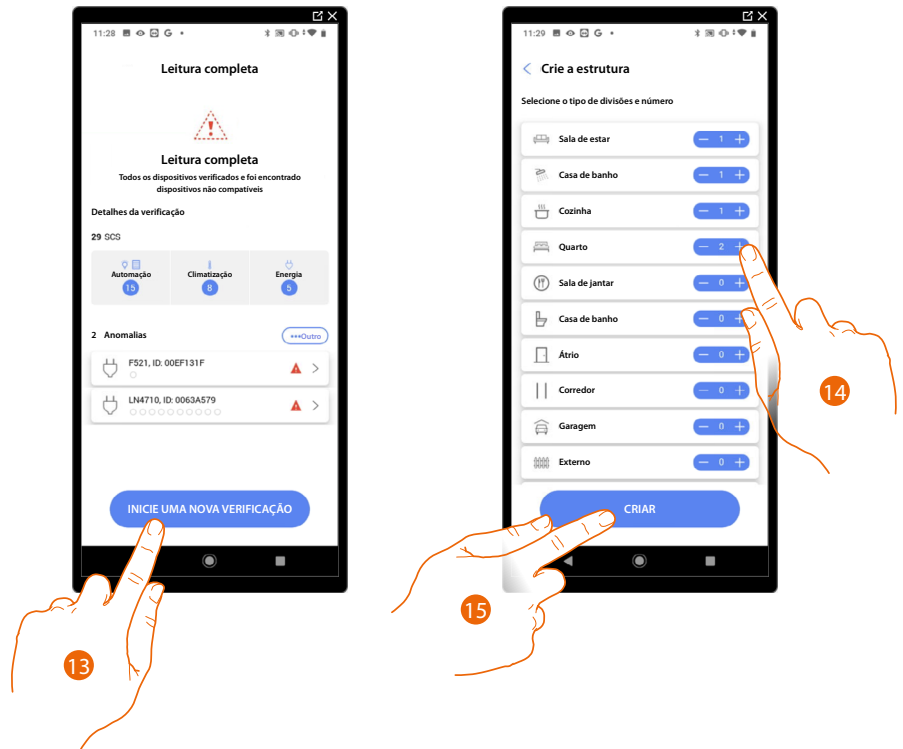 11:28 G
Leitura completa
Leitura completa
Todos os dispositivos verificados e foi encontrado
dispositivos não compatíveis
Detalhes da verificação
29 SCS
Automação
Climatização
Energia
15
8
5
2 Anomalias
•••Outro
F521, ID: 00EF131F
LN4710, ID: 0063A579
INICIE UMA NOVA VERIFICAÇÃO
13
11:29 G
Crie a estrutura
Selecione o tipo de divisões e número
Sala de estar — 1 +
Casa de banho — 1 +
Cozinha — 1 +
Quarto — 2 +
Sala de jantar — 0 +
Casa de banho — 0 +
Átrio — 0 +
Corredor — 0 +
Garagem — 0 +
Externo — 0 +
CRIAR
14
15